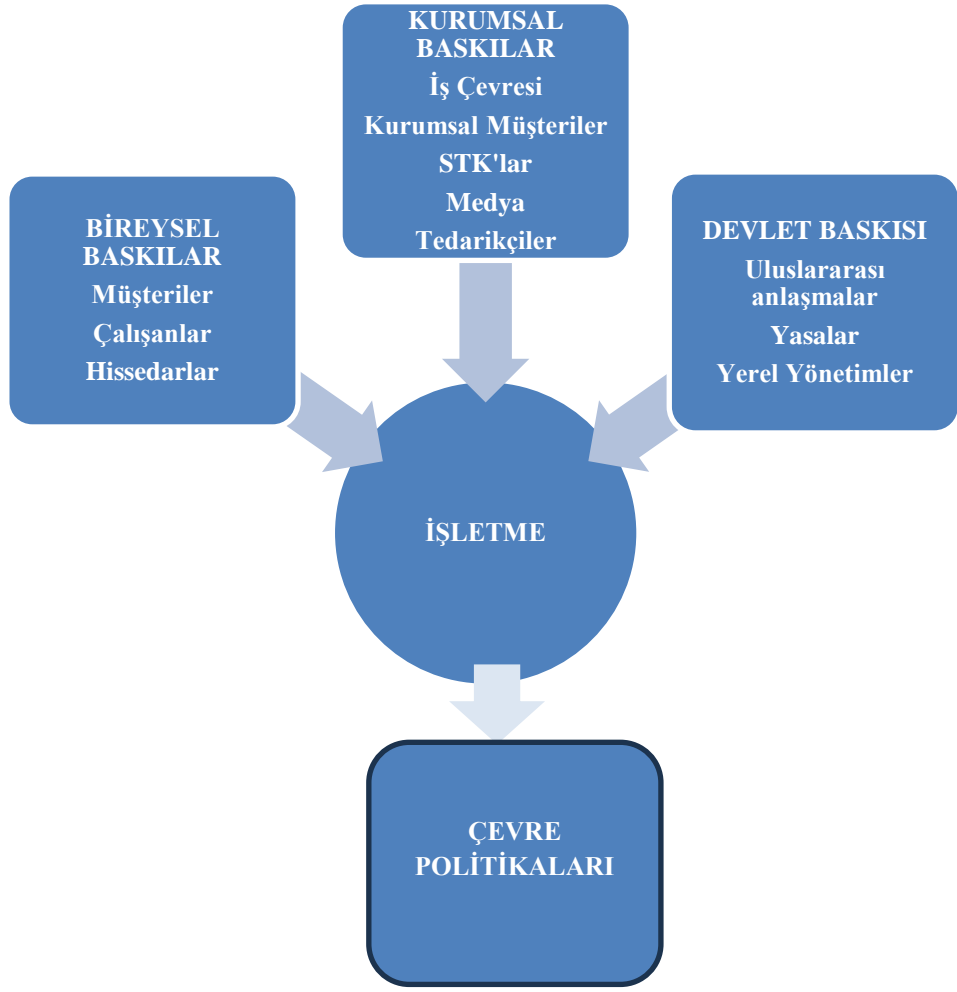 KURUMSAL
BASKILAR
İş Çevresi
Kurumsal Müşteriler
STK'lar
Medya
Tedarikçiler
BİREYSEL
BASKILAR
Müşteriler
Çalışanlar
Hissedarlar
DEVLET BASKISI
Uluslararası
anlaşmalar
Yasalar
Yerel Yönetimler
İŞLETME
ÇEVRE
POLİTİKALARI